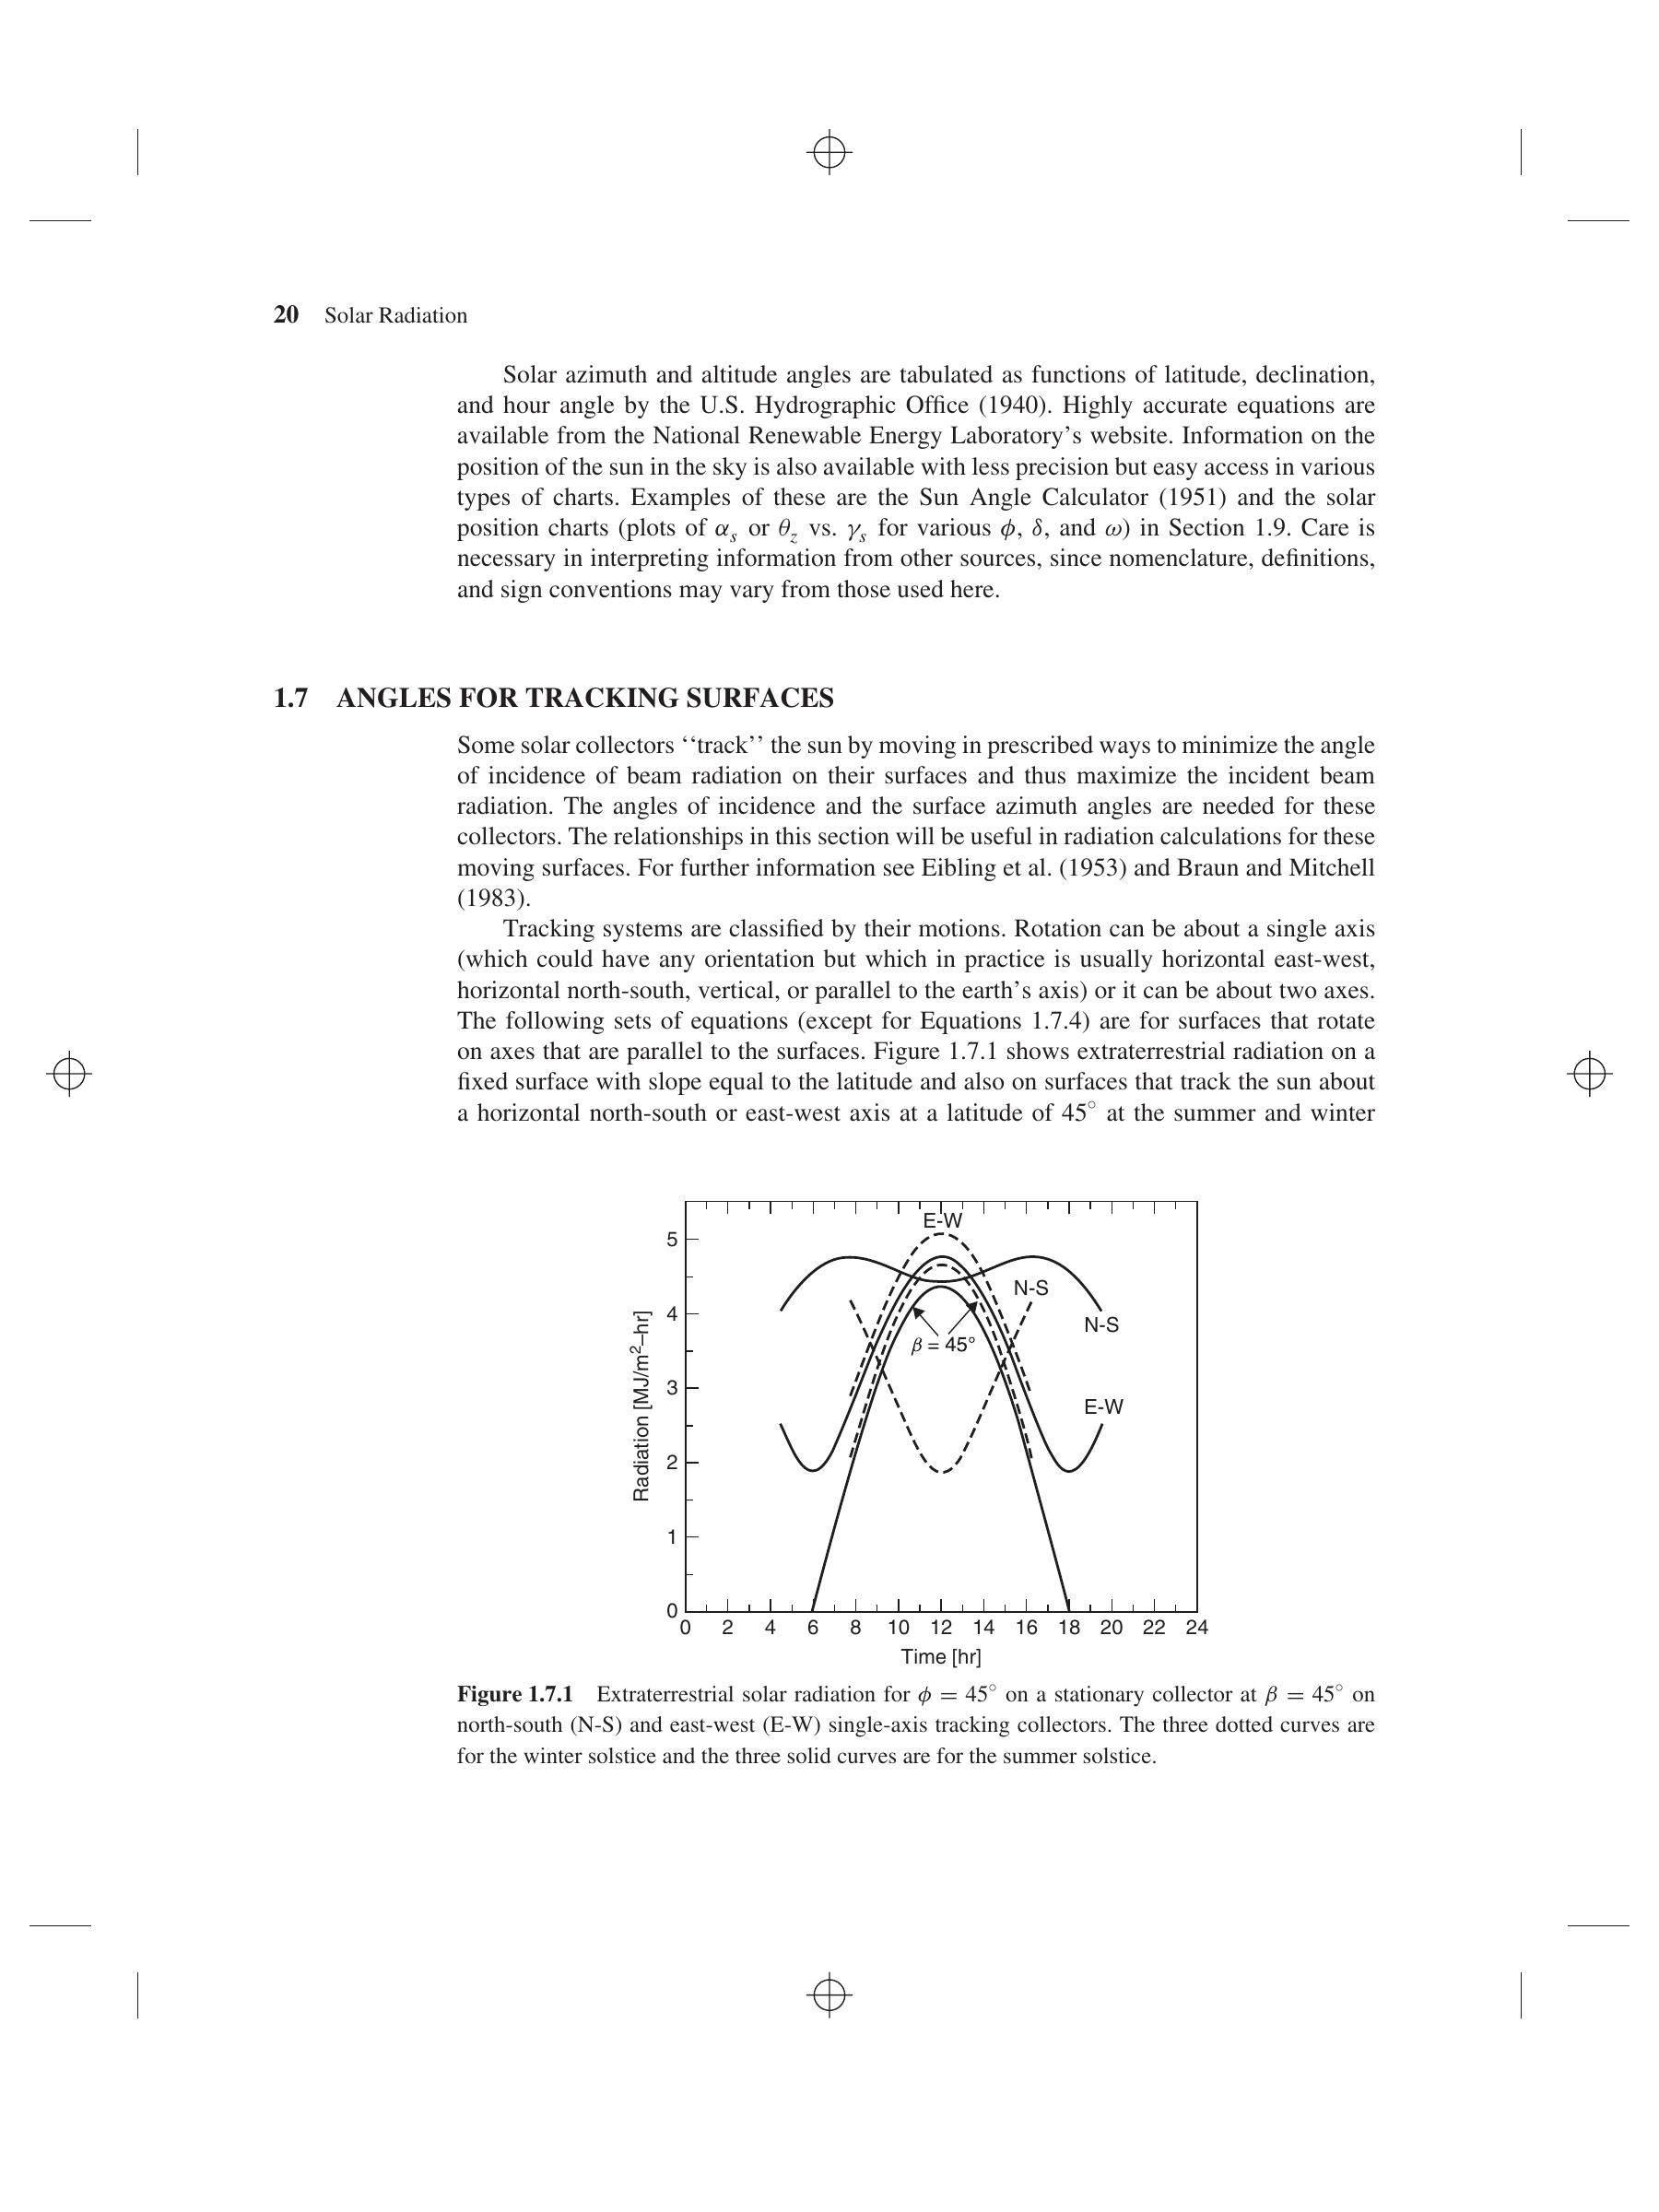 20 Solar Radiation
Solar azimuth and altitude angles are tabulated as functions of latitude, declination,
and hour angle by the U.S. Hydrographic Office (1940). Highly accurate equations are
available from the National Renewable Energy Laboratory’s website. Information on the
position of the sun in the sky is also available with less precision but easy access in various
types of charts. Examples of these are the Sun Angle Calculator (1951) and the solar
position charts (plots of αs or θz vs. γs for various ϕ, δ, and ω) in Section 1.9. Care is
necessary in interpreting information from other sources, since nomenclature, definitions,
and sign conventions may vary from those used here.
1.7 ANGLES FOR TRACKING SURFACES
Some solar collectors ‘‘track’’ the sun by moving in prescribed ways to minimize the angle
of incidence of beam radiation on their surfaces and thus maximize the incident beam
radiation. The angles of incidence and the surface azimuth angles are needed for these
collectors. The relationships in this section will be useful in radiation calculations for these
moving surfaces. For further information see Eibling et al. (1953) and Braun and Mitchell
(1983).
Tracking systems are classified by their motions. Rotation can be about a single axis
(which could have any orientation but which in practice is usually horizontal east-west,
horizontal north-south, vertical, or parallel to the earth’s axis) or it can be about two axes.
The following sets of equations (except for Equations 1.7.4) are for surfaces that rotate
on axes that are parallel to the surfaces. Figure 1.7.1 shows extraterrestrial radiation on a
fixed surface with slope equal to the latitude and also on surfaces that track the sun about
a horizontal north-south or east-west axis at a latitude of 45° at the summer and winter
E-W
5
N-S
4
N-S
β = 45°
Radiation [MJ/m²–hr]
3
E-W
2
1
0
0 2 4 6 8 10 12 14 16 18 20 22 24
Time [hr]
Figure 1.7.1 Extraterrestrial solar radiation for ϕ = 45° on a stationary collector at β = 45° on
north-south (N-S) and east-west (E-W) single-axis tracking collectors. The three dotted curves are
for the winter solstice and the three solid curves are for the summer solstice.